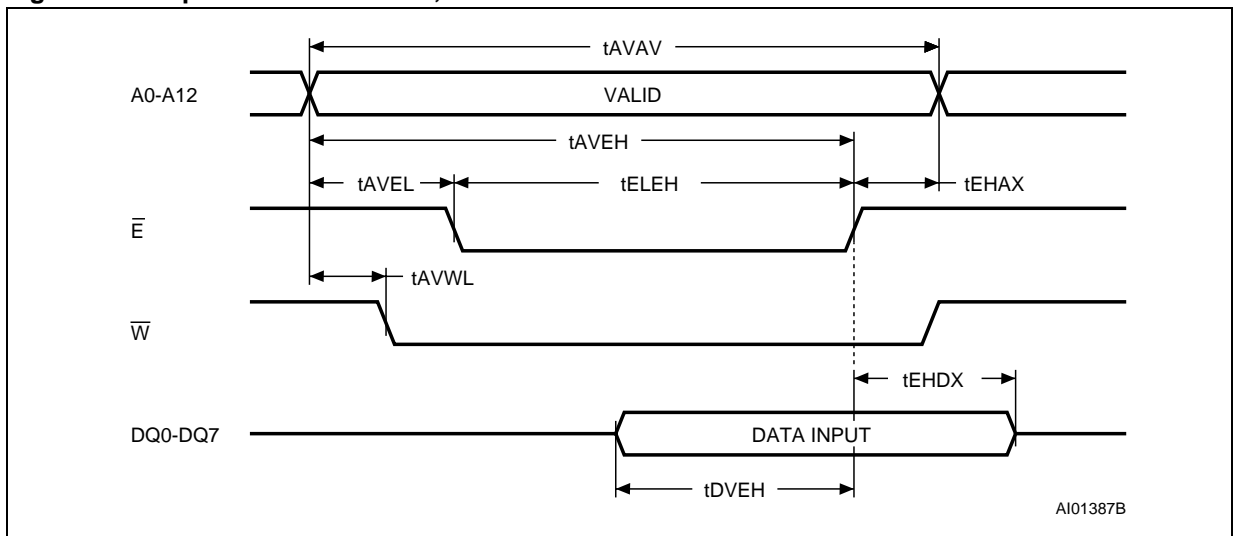 tAVAV
A0-A12
VALID
tAVEH
tAVEL
tELEH
tEHAX
E̅
tAVWL
W̅
tEHDX
DQ0-DQ7
DATA INPUT
tDVEH
AI01387B